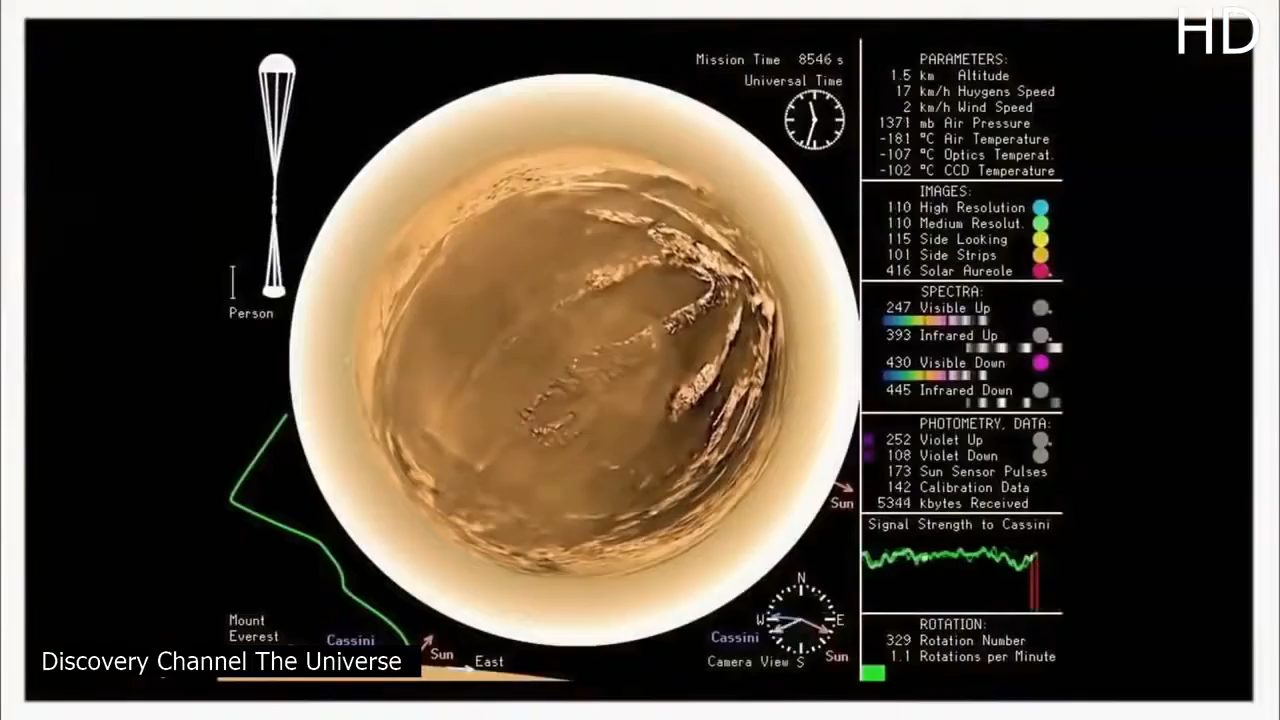 HD
Mission Time 8546 s
Universal Time
Person
Sun
Mount
Everest
Cassini
Sun
East
Discovery Channel The Universe
N
W
E
S
Cassini
Camera View
Sun
PARAMETERS:
1.5 km Altitude
17 km/h Huygens Speed
2 km/h Wind Speed
1371 mb Air Pressure
-181 ºC Air Temperature
-107 ºC Optics Temperat.
-102 ºC CCD Temperature
IMAGES:
110 High Resolution
110 Medium Resolut.
115 Side Looking
101 Side Strips
416 Solar Aureole
SPECTRA:
247 Visible Up
393 Infrared Up
430 Visible Down
445 Infrared Down
PHOTOMETRY, DATA:
252 Violet Up
108 Violet Down
173 Sun Sensor Pulses
142 Calibration Data
5344 kbytes Received
Signal Strength to Cassini
ROTATION:
329 Rotation Number
1.1 Rotations per Minute